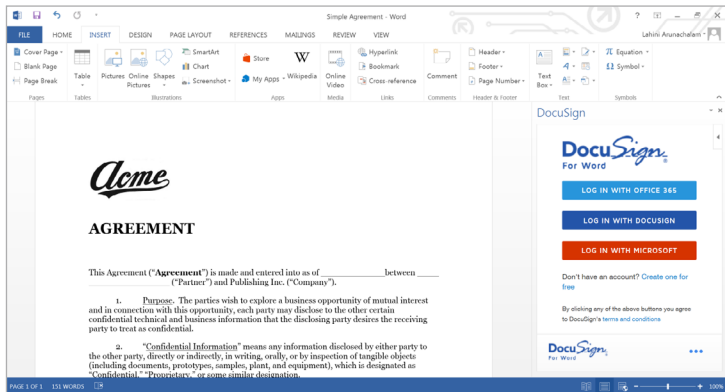 Simple Agreement - Word
FILE HOME INSERT DESIGN PAGE LAYOUT REFERENCES MAILINGS REVIEW VIEW Lahini Arunachalam
Cover Page
Blank Page
Page Break
Pages
Table
Tables
Pictures Online Pictures Shapes
SmartArt
Chart
Screenshot
Illustrations
Store
My Apps
W
Wikipedia
Apps
Online Video
Media
Hyperlink
Bookmark
Cross-reference
Links
Comment
Comments
Header
Footer
Page Number
Header & Footer
Text Box
Text
Equation
Symbol
Symbols
Acme
AGREEMENT
This Agreement (“Agreement”) is made and entered into as of ____________between ____
(“Partner”) and Publishing Inc. (“Company”).
1. Purpose. The parties wish to explore a business opportunity of mutual interest
and in connection with this opportunity, each party may disclose to the other certain
confidential technical and business information that the disclosing party desires the receiving
party to treat as confidential.
2. “Confidential Information” means any information disclosed by either party to
the other party, directly or indirectly, in writing, orally, or by inspection of tangible objects
(including documents, prototypes, samples, plant, and equipment), which is designated as
“Confidential,” “Proprietary,” or some similar designation.
DocuSign
DocuSign
For Word
LOG IN WITH OFFICE 365
LOG IN WITH DOCUSIGN
LOG IN WITH MICROSOFT
Don't have an account? Create one for
free
By clicking any of the above buttons you agree
to DocuSign's terms and conditions
DocuSign
For Word
PAGE 1 OF 1 151 WORDS
100%